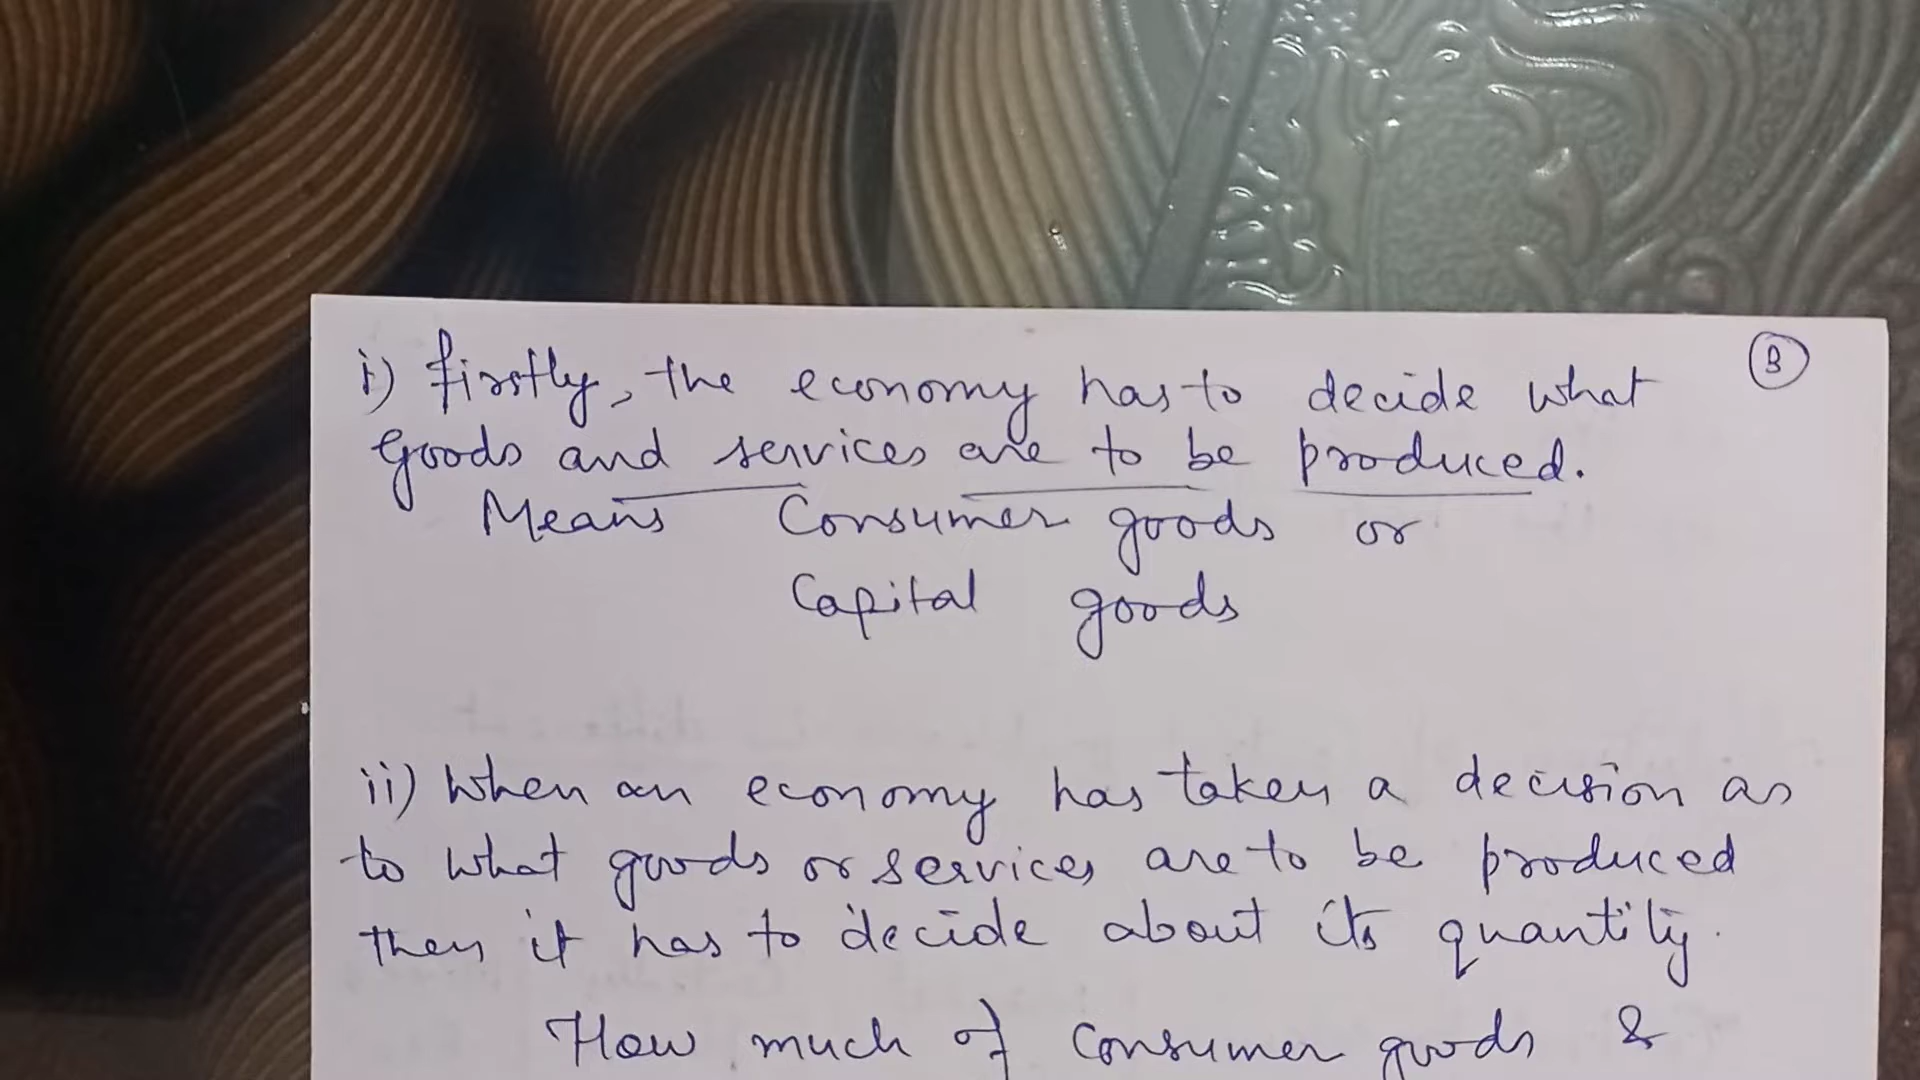 3
i) firstly, the economy has to decide what
goods and services are to be produced.
Means Consumer goods or
Capital goods
ii) When an economy has taken a decision as
to what goods or services are to be produced
then it has to decide about its quantity.
How much of Consumer goods &